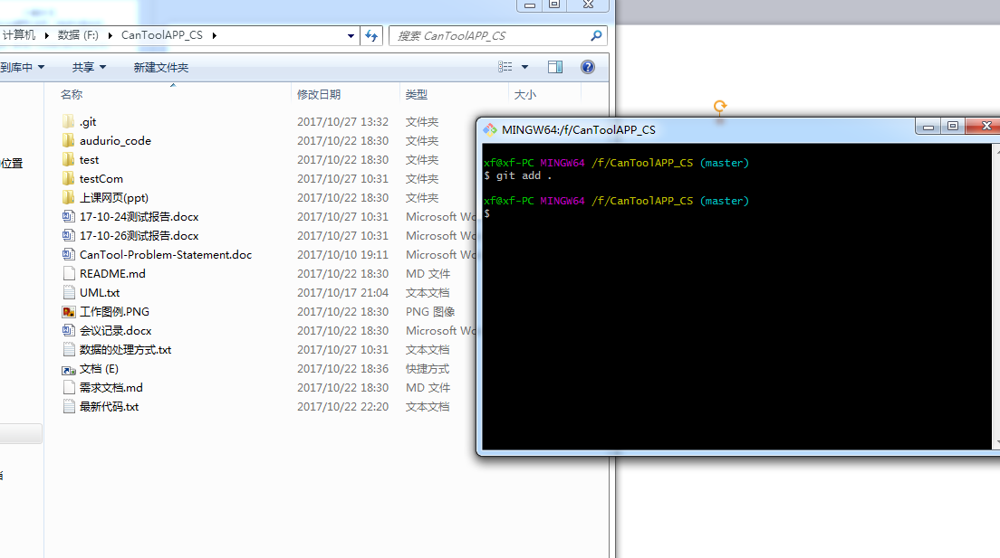 计算机 ▸ 数据 (F:) ▸ CanToolAPP_CS ▸
搜索 CanToolAPP_CS
到库中 共享 新建文件夹
名称 修改日期 类型 大小
.git 2017/10/27 13:32 文件夹
audurio_code 2017/10/22 18:30 文件夹
test 2017/10/22 18:30 文件夹
testCom 2017/10/27 10:31 文件夹
上课网页(ppt) 2017/10/22 18:30 文件夹
17-10-24测试报告.docx 2017/10/27 10:31 Microsoft Wo
17-10-26测试报告.docx 2017/10/27 10:31 Microsoft Wo
CanTool-Problem-Statement.doc 2017/10/10 19:11 Microsoft Wo
README.md 2017/10/22 18:30 MD 文件
UML.txt 2017/10/17 21:04 文本文档
工作图例.PNG 2017/10/22 18:30 PNG 图像
会议记录.docx 2017/10/22 18:30 Microsoft Wo
数据的处理方式.txt 2017/10/27 10:31 文本文档
文档 (E) 2017/10/22 18:36 快捷方式
需求文档.md 2017/10/22 18:30 MD 文件
最新代码.txt 2017/10/22 22:20 文本文档
位置
MINGW64:/f/CanToolAPP_CS
xf@xf-PC MINGW64 /f/CanToolAPP_CS (master)
$ git add .
xf@xf-PC MINGW64 /f/CanToolAPP_CS (master)
$